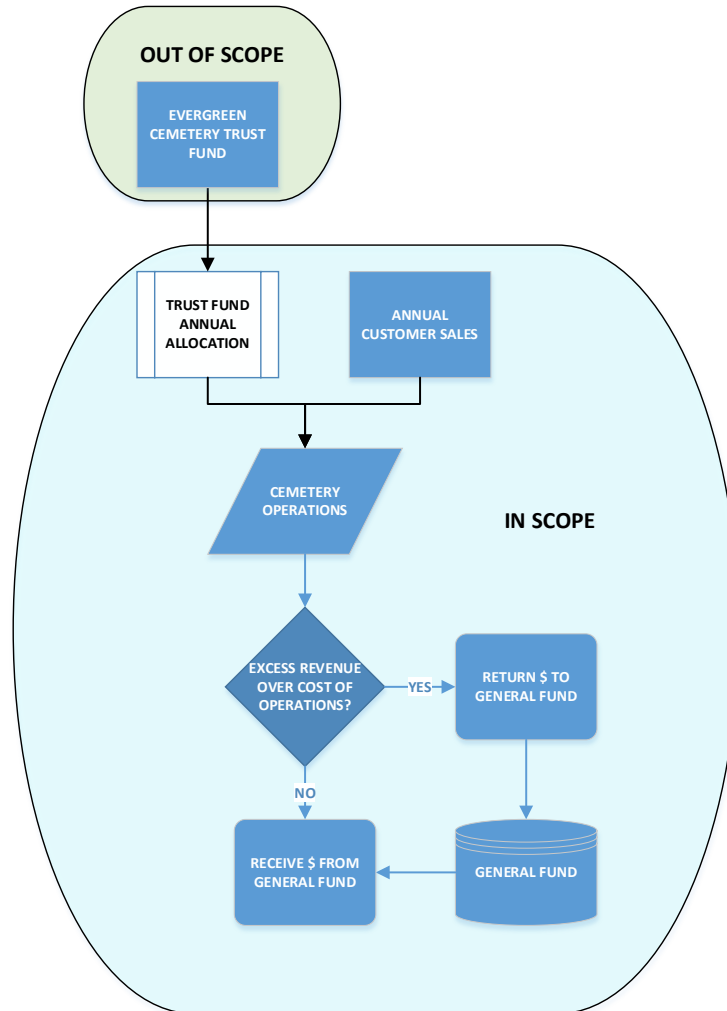 OUT OF SCOPE
EVERGREEN
CEMETERY TRUST
FUND
TRUST FUND
ANNUAL
ALLOCATION
ANNUAL
CUSTOMER SALES
CEMETERY
OPERATIONS
IN SCOPE
EXCESS REVENUE
OVER COST OF
OPERATIONS?
YES
RETURN $ TO
GENERAL FUND
NO
RECEIVE $ FROM
GENERAL FUND
GENERAL FUND